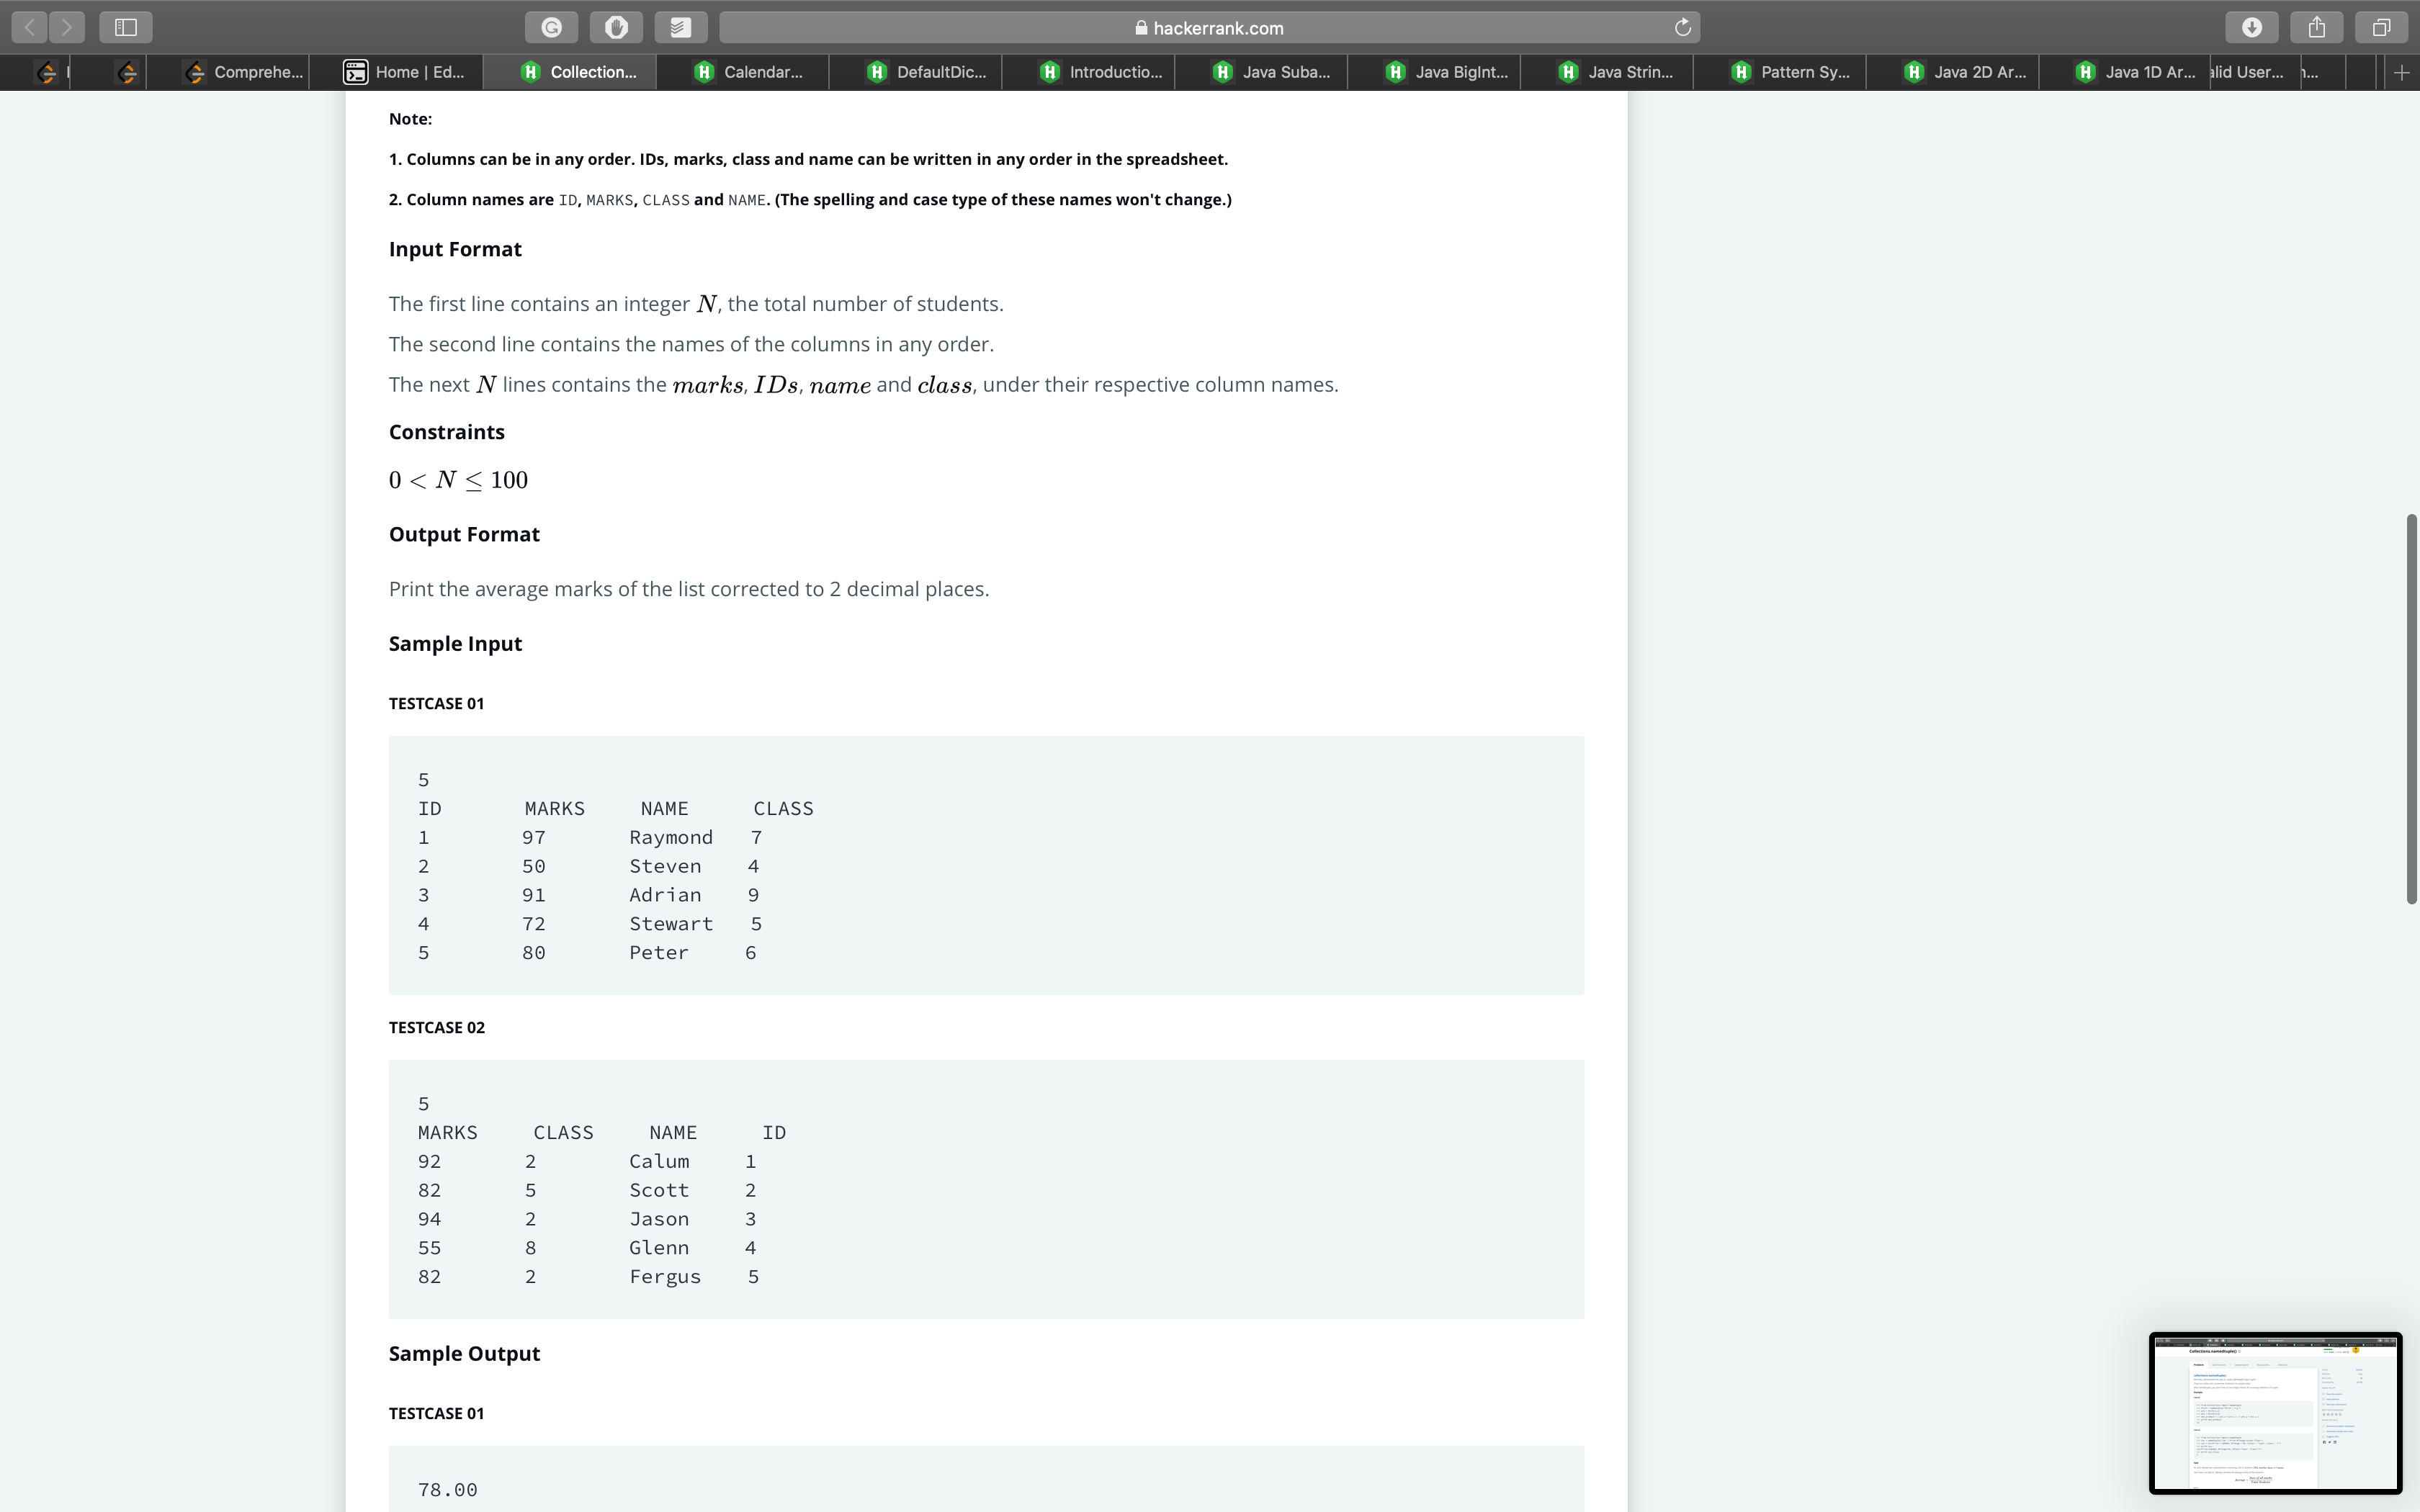 hackerrank.com
Comprehe...
Home | Ed...
Collection...
Calendar...
DefaultDic...
Introductio...
Java Suba...
Java BigInt...
Java Strin...
Pattern Sy...
Java 2D Ar...
Java 1D Ar...
alid User...
Note:
1. Columns can be in any order. IDs, marks, class and name can be written in any order in the spreadsheet.
2. Column names are ID, MARKS, CLASS and NAME. (The spelling and case type of these names won't change.)
Input Format
The first line contains an integer N, the total number of students.
The second line contains the names of the columns in any order.
The next N lines contains the marks, IDs, name and class, under their respective column names.
Constraints
0 < N ≤ 100
Output Format
Print the average marks of the list corrected to 2 decimal places.
Sample Input
TESTCASE 01
5
ID MARKS NAME CLASS
1 97 Raymond 7
2 50 Steven 4
3 91 Adrian 9
4 72 Stewart 5
5 80 Peter 6
TESTCASE 02
5
MARKS CLASS NAME ID
92 2 Calum 1
82 5 Scott 2
94 2 Jason 3
55 8 Glenn 4
82 2 Fergus 5
Sample Output
TESTCASE 01
78.00